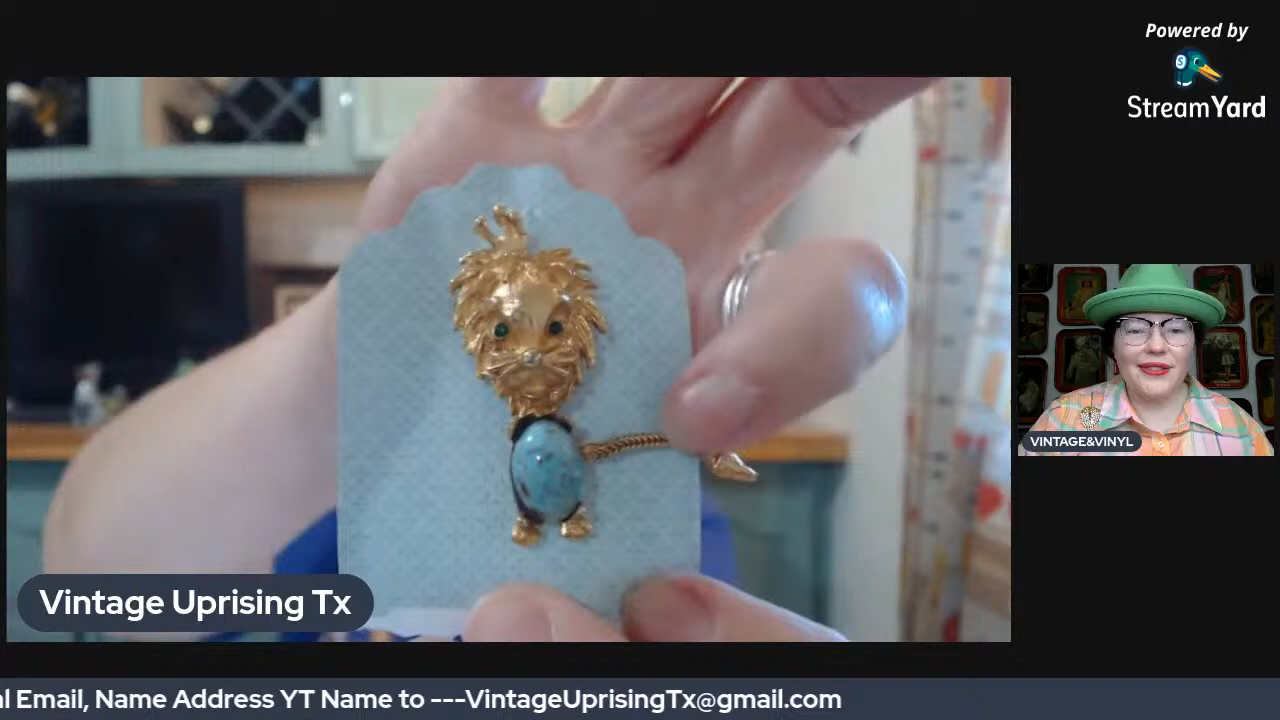 Powered by
StreamYard
VINTAGE&VINYL
Vintage Uprising Tx
al Email, Name Address YT Name to ---VintageUprisingTx@gmail.com